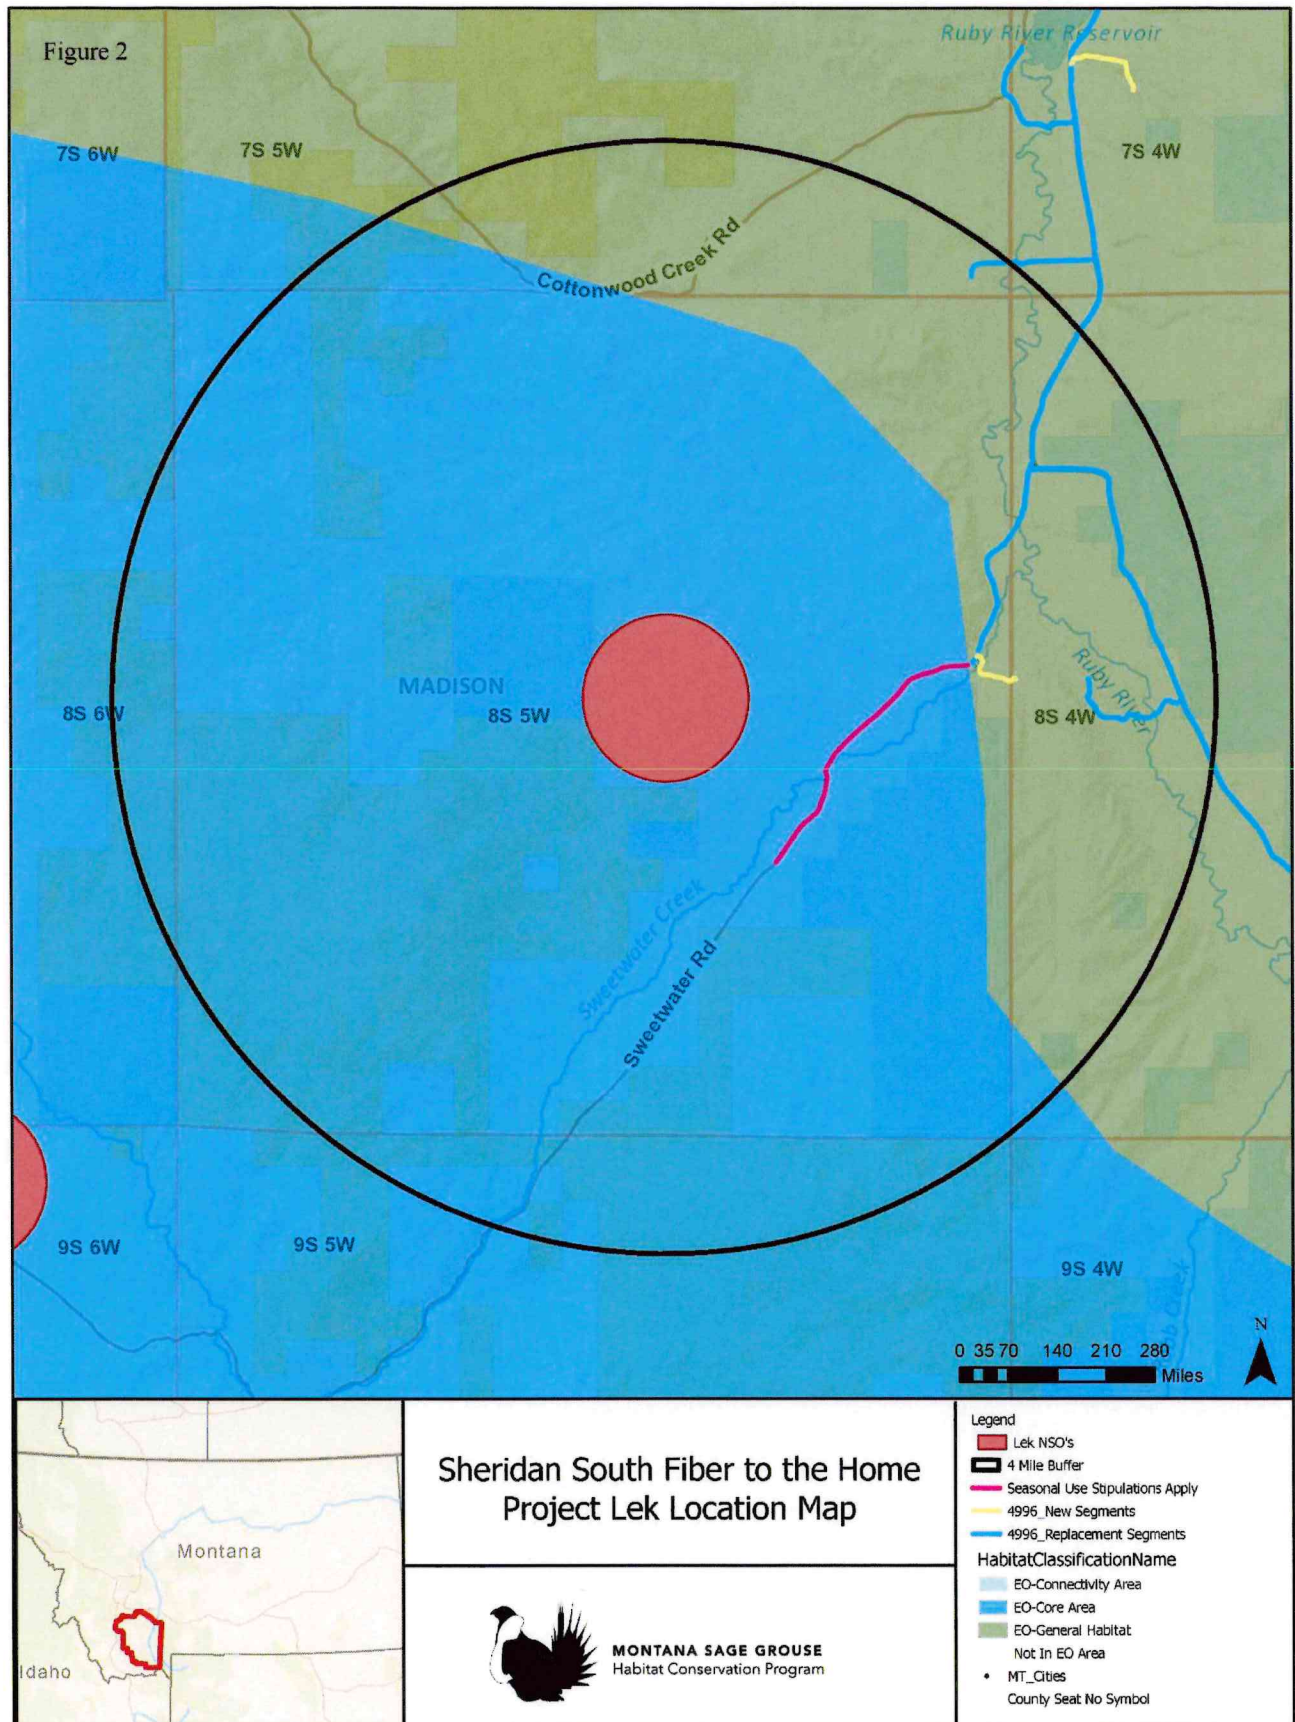 Figure 2
Ruby River Reservoir
7S 6W
7S 5W
7S 4W
Cottonwood Creek Rd
MADISON
8S 6W
8S 5W
8S 4W
Ruby River
Sweetwater Creek
Sweetwater Rd
9S 6W
9S 5W
9S 4W
Creek
N
0 35 70 140 210 280
Miles
Montana
Idaho
Sheridan South Fiber to the Home
Project Lek Location Map
MONTANA SAGE GROUSE
Habitat Conservation Program
Legend
Lek NSO's
4 Mile Buffer
Seasonal Use Stipulations Apply
4996_New Segments
4996_Replacement Segments
HabitatClassificationName
EO-Connectivity Area
EO-Core Area
EO-General Habitat
Not In EO Area
MT_Cities
County Seat No Symbol